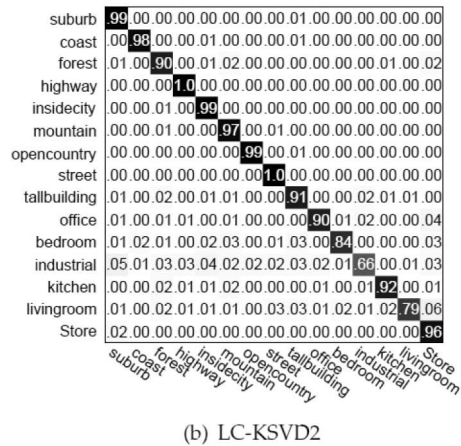 suburb .99 .00 .00 .00 .00 .00 .00 .00 .01 .00 .00 .00 .00 .00 .00
coast .00 .98 .00 .00 .01 .00 .00 .01 .00 .00 .00 .00 .00 .00 .00
forest .01 .00 .90 .00 .01 .02 .00 .00 .01 .00 .00 .00 .01 .00 .02
highway .00 .00 .00 1.0 .00 .00 .00 .00 .00 .00 .00 .00 .00 .00 .00
insidecity .00 .00 .01 .00 .99 .00 .00 .00 .00 .00 .00 .00 .00 .00 .00
mountain .00 .00 .01 .00 .00 .97 .00 .01 .00 .00 .00 .00 .00 .00 .00
opencountry .00 .00 .00 .00 .00 .00 .99 .00 .01 .00 .00 .00 .00 .00 .00
street .00 .00 .00 .00 .00 .00 .00 1.0 .00 .00 .00 .00 .00 .00 .00
tallbuilding .01 .00 .02 .00 .01 .01 .00 .00 .91 .00 .00 .02 .01 .01 .00
office .01 .00 .01 .01 .00 .01 .00 .00 .00 .90 .01 .02 .00 .00 .04
bedroom .01 .02 .01 .00 .02 .03 .00 .01 .03 .00 .84 .00 .00 .00 .03
industrial .05 .01 .03 .03 .04 .02 .02 .02 .03 .02 .01 .66 .00 .01 .03
kitchen .00 .00 .02 .01 .01 .02 .00 .00 .00 .00 .01 .00 .92 .00 .01
livingroom .01 .00 .02 .01 .01 .01 .00 .03 .03 .01 .02 .01 .02 .79 .06
Store .02 .00 .00 .00 .00 .01 .00 .00 .00 .00 .00 .00 .00 .00 .96
suburb coast forest highway insidecity mountain opencountry street tallbuilding office bedroom industrial kitchen livingroom Store
(b) LC-KSVD2